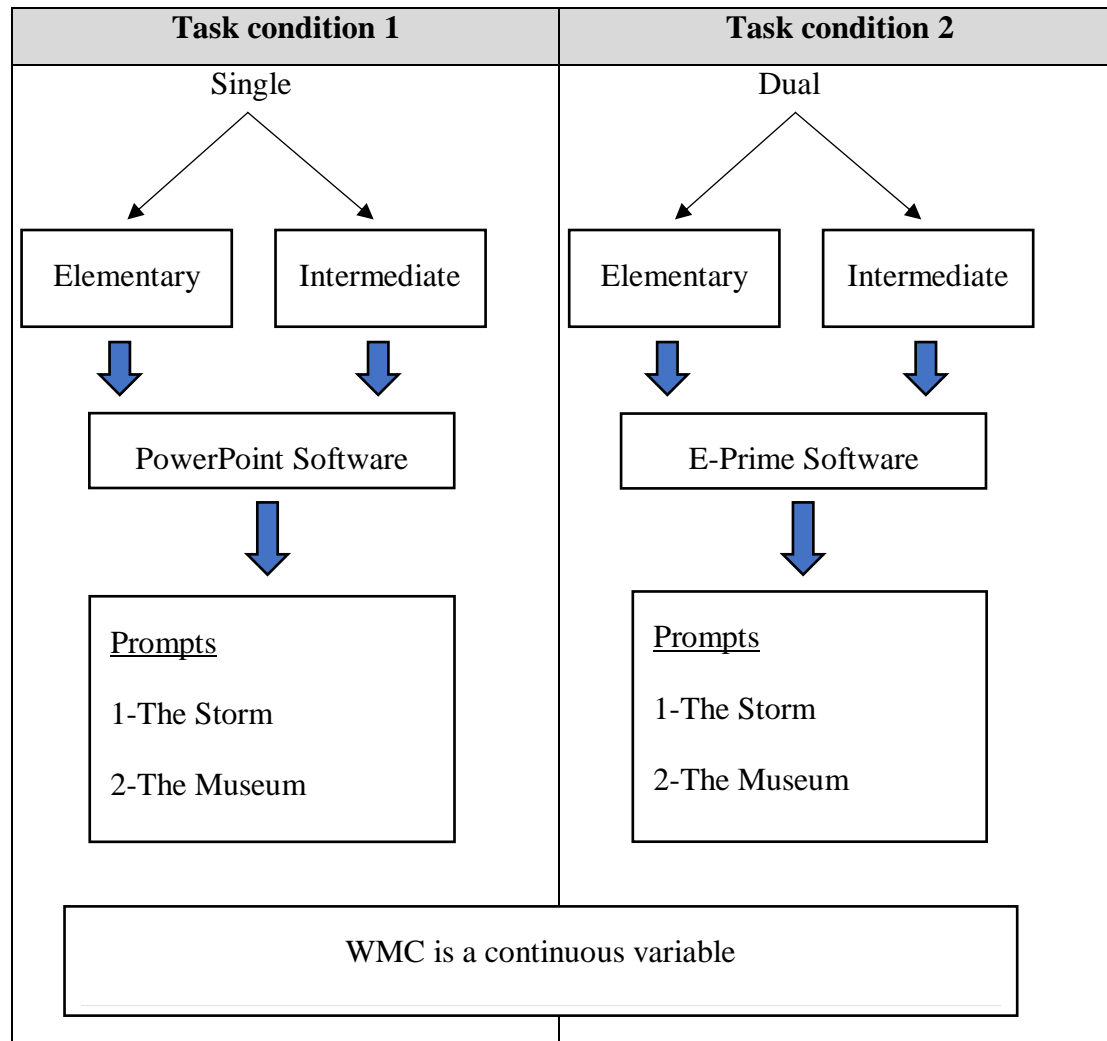 Task condition 1
Task condition 2
Single
Dual
Elementary
Intermediate
Elementary
Intermediate
PowerPoint Software
E-Prime Software
Prompts
1-The Storm
2-The Museum
Prompts
1-The Storm
2-The Museum
WMC is a continuous variable